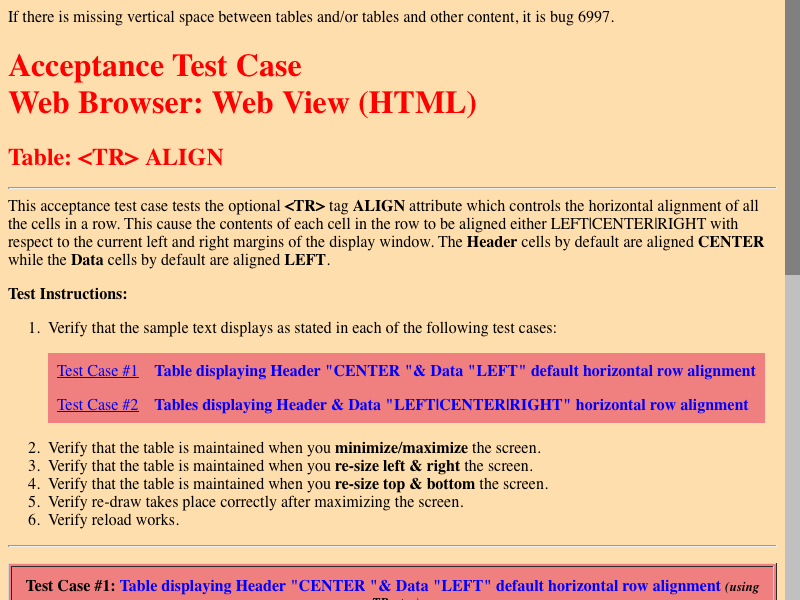 If there is missing vertical space between tables and/or tables and other content, it is bug 6997.
Acceptance Test Case
Web Browser: Web View (HTML)
Table: <TR> ALIGN
This acceptance test case tests the optional <TR> tag ALIGN attribute which controls the horizontal alignment of all
the cells in a row. This cause the contents of each cell in the row to be aligned either LEFT|CENTER|RIGHT with
respect to the current left and right margins of the display window. The Header cells by default are aligned CENTER
while the Data cells by default are aligned LEFT.
Test Instructions:
1. Verify that the sample text displays as stated in each of the following test cases:
Test Case #1 Table displaying Header "CENTER "& Data "LEFT" default horizontal row alignment
Test Case #2 Tables displaying Header & Data "LEFT|CENTER|RIGHT" horizontal row alignment
2. Verify that the table is maintained when you minimize/maximize the screen.
3. Verify that the table is maintained when you re-size left & right the screen.
4. Verify that the table is maintained when you re-size top & bottom the screen.
5. Verify re-draw takes place correctly after maximizing the screen.
6. Verify reload works.
Test Case #1: Table displaying Header "CENTER "& Data "LEFT" default horizontal row alignment (using